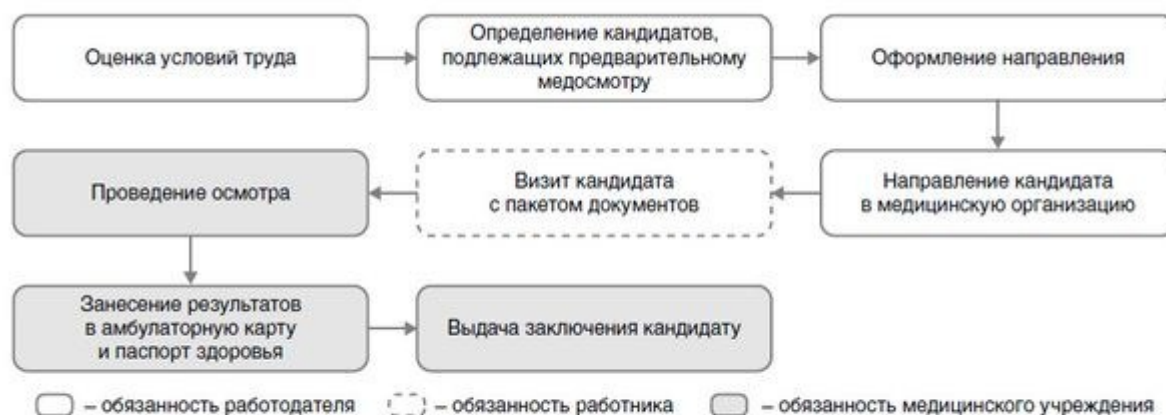 Оценка условий труда
Определение кандидатов,
подлежащих предварительному
медосмотру
Оформление направления
Направление кандидата
в медицинскую организацию
Визит кандидата
с пакетом документов
Проведение осмотра
Занесение результатов
в амбулаторную карту
и паспорт здоровья
Выдача заключения кандидату
– обязанность работодателя
– обязанность работника
– обязанность медицинского учреждения